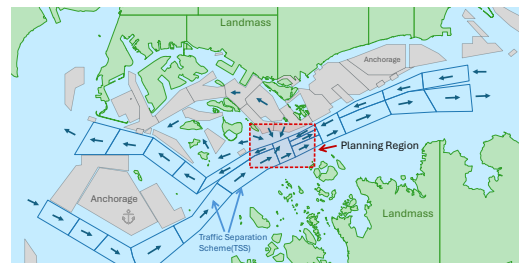 Landmass
Anchorage
Planning Region
Anchorage
Landmass
Traffic Separation
Scheme(TSS)